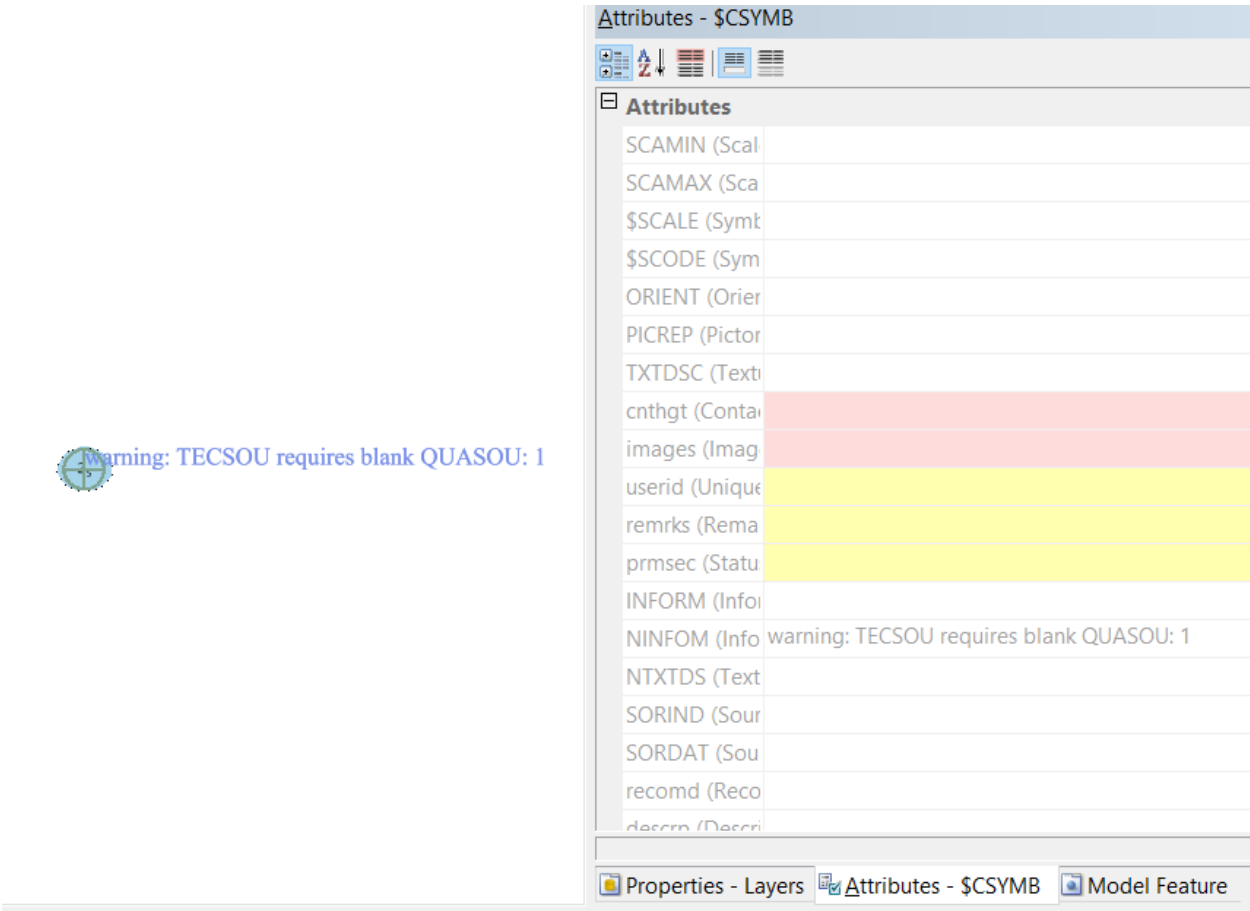 Attributes - $CSYMB
Attributes
SCAMIN (Scal
SCAMAX (Sca
$SCALE (Symb
$SCODE (Sym
ORIENT (Orier
PICREP (Pictor
TXTDSC (Textu
cnthgt (Conta
images (Imag
userid (Unique
remrks (Rema
prmsec (Statu
INFORM (Infor
NINFOM (Info warning: TECSOU requires blank QUASOU: 1
NTXTDS (Text
SORIND (Sour
SORDAT (Sou
recomd (Reco
descrp (Descri
warning: TECSOU requires blank QUASOU: 1
Properties - Layers Attributes - $CSYMB Model Feature